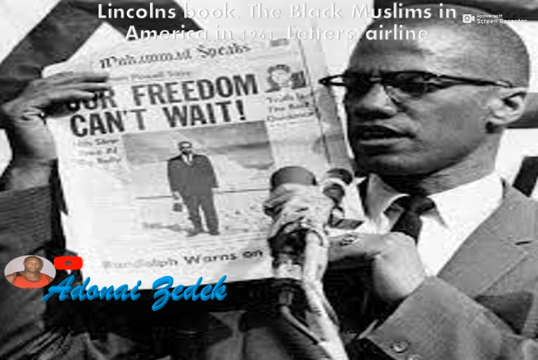 Lincolns book, The Black Muslims in
America in 1961. Letters, airline
Screen Recorder
Muhammad Speaks
OUR FREEDOM
CAN'T WAIT!
Randolph Warns on
Adonai Zedek